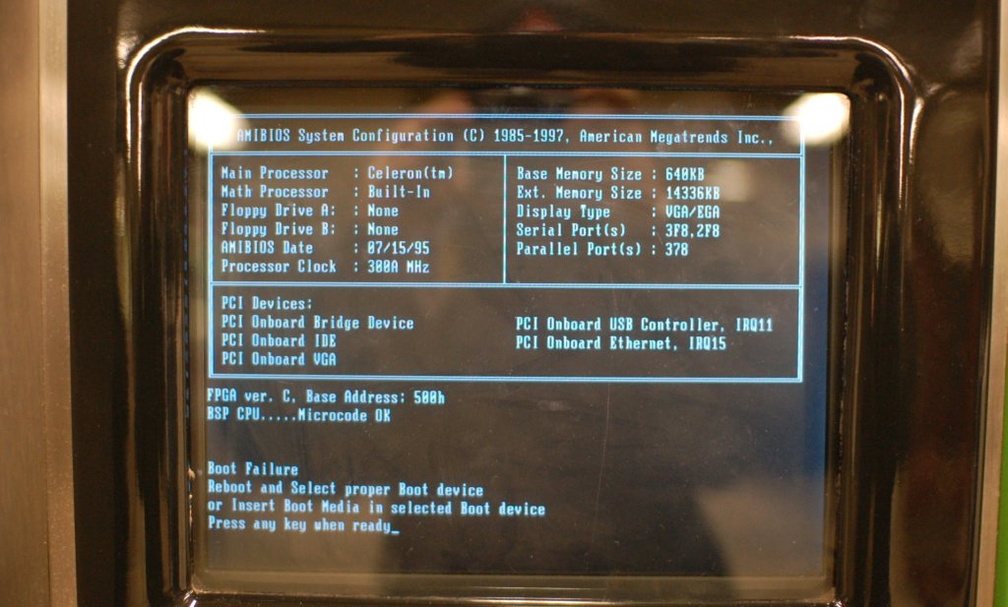 AMIBIOS System Configuration (C) 1985-1997, American Megatrends Inc.,
Main Processor : Celeron(tm)
Math Processor : Built-In
Floppy Drive A: : None
Floppy Drive B: : None
AMIBIOS Date : 07/15/95
Processor Clock : 300A MHz
Base Memory Size : 640KB
Ext. Memory Size : 14336KB
Display Type : VGA/EGA
Serial Port(s) : 3F8,2F8
Parallel Port(s) : 378
PCI Devices:
PCI Onboard Bridge Device
PCI Onboard IDE
PCI Onboard VGA
PCI Onboard USB Controller, IRQ11
PCI Onboard Ethernet, IRQ15
FPGA ver. C, Base Address: 500h
BSP CPU.....Microcode OK
Boot Failure
Reboot and Select proper Boot device
or Insert Boot Media in selected Boot device
Press any key when ready_